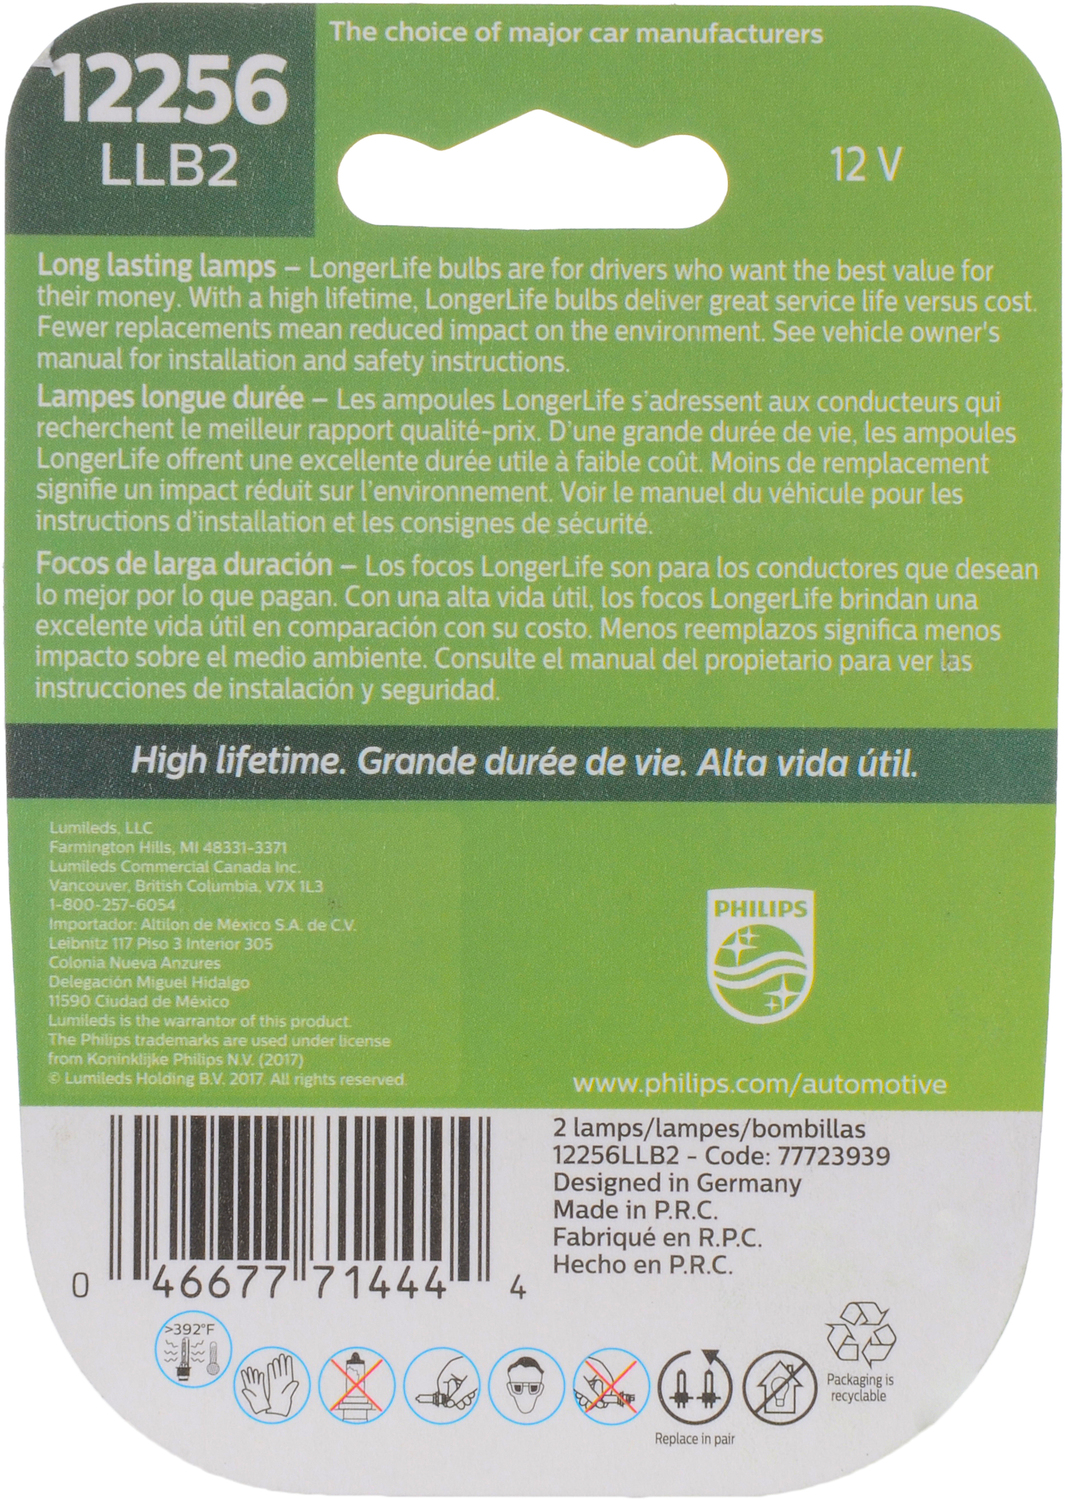 The choice of major car manufacturers
12256
LLB2
12 V
Long lasting lamps – LongerLife bulbs are for drivers who want the best value for
their money. With a high lifetime, LongerLife bulbs deliver great service life versus cost.
Fewer replacements mean reduced impact on the environment. See vehicle owner's
manual for installation and safety instructions.
Lampes longue durée – Les ampoules LongerLife s'adressent aux conducteurs qui
recherchent le meilleur rapport qualité-prix. D'une grande durée de vie, les ampoules
LongerLife offrent une excellente durée utile à faible coût. Moins de remplacement
signifie un impact réduit sur l'environnement. Voir le manuel du véhicule pour les
instructions d'installation et les consignes de sécurité.
Focos de larga duración – Los focos LongerLife son para los conductores que desean
lo mejor por lo que pagan. Con una alta vida útil, los focos LongerLife brindan una
excelente vida útil en comparación con su costo. Menos reemplazos significa menos
impacto sobre el medio ambiente. Consulte el manual del propietario para ver las
instrucciones de instalación y seguridad.
High lifetime. Grande durée de vie. Alta vida útil.
Lumileds, LLC
Farmington Hills, MI 48331-3371
Lumileds Commercial Canada Inc.
Vancouver, British Columbia, V7X 1L3
1-800-257-6054
Importador: Altilon de México S.A. de C.V.
Leibnitz 117 Piso 3 Interior 305
Colonia Nueva Anzures
Delegación Miguel Hidalgo
11590 Ciudad de México
Lumileds is the warrantor of this product.
The Philips trademarks are used under license
from Koninklijke Philips N.V. (2017)
© Lumileds Holding B.V. 2017. All rights reserved.
PHILIPS
www.philips.com/automotive
2 lamps/lampes/bombillas
12256LLB2 - Code: 77723939
Designed in Germany
Made in P.R.C.
Fabriqué en R.P.C.
Hecho en P.R.C.
0 46677 71444 4
>392°F
Replace in pair
Packaging is
recyclable